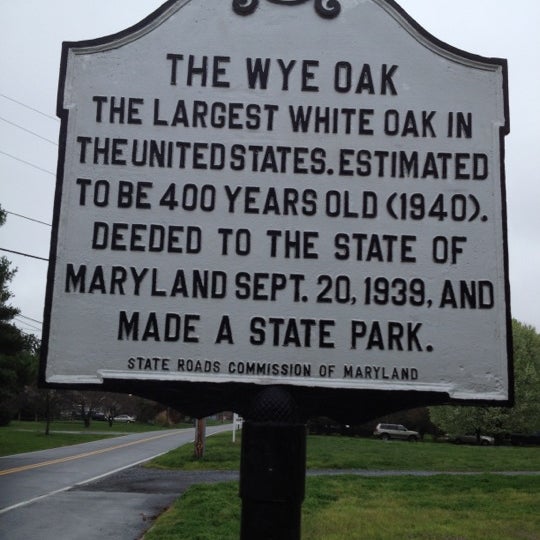 THE WYE OAK
THE LARGEST WHITE OAK IN
THE UNITED STATES. ESTIMATED
TO BE 400 YEARS OLD (1940).
DEEDED TO THE STATE OF
MARYLAND SEPT. 20, 1939, AND
MADE A STATE PARK.
STATE ROADS COMMISSION OF MARYLAND